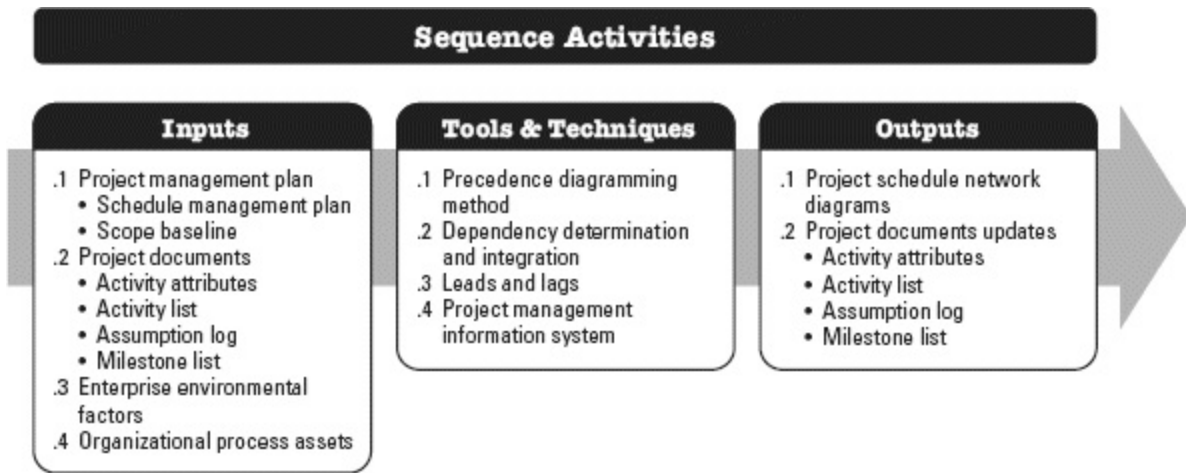 Sequence Activities
Inputs
.1 Project management plan
• Schedule management plan
• Scope baseline
.2 Project documents
• Activity attributes
• Activity list
• Assumption log
• Milestone list
.3 Enterprise environmental
factors
.4 Organizational process assets
Tools & Techniques
.1 Precedence diagramming
method
.2 Dependency determination
and integration
.3 Leads and lags
.4 Project management
information system
Outputs
.1 Project schedule network
diagrams
.2 Project documents updates
• Activity attributes
• Activity list
• Assumption log
• Milestone list